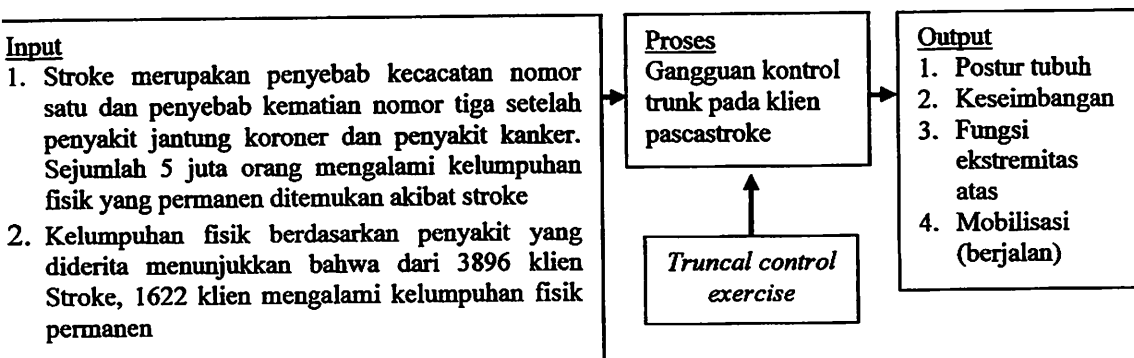 Input
1. Stroke merupakan penyebab kecacatan nomor
satu dan penyebab kematian nomor tiga setelah
penyakit jantung koroner dan penyakit kanker.
Sejumlah 5 juta orang mengalami kelumpuhan
fisik yang permanen ditemukan akibat stroke
2. Kelumpuhan fisik berdasarkan penyakit yang
diderita menunjukkan bahwa dari 3896 klien
Stroke, 1622 klien mengalami kelumpuhan fisik
permanen
Proses
Gangguan kontrol
trunk pada klien
pascastroke
Truncal control
exercise
Output
1. Postur tubuh
2. Keseimbangan
3. Fungsi
ekstremitas
atas
4. Mobilisasi
(berjalan)